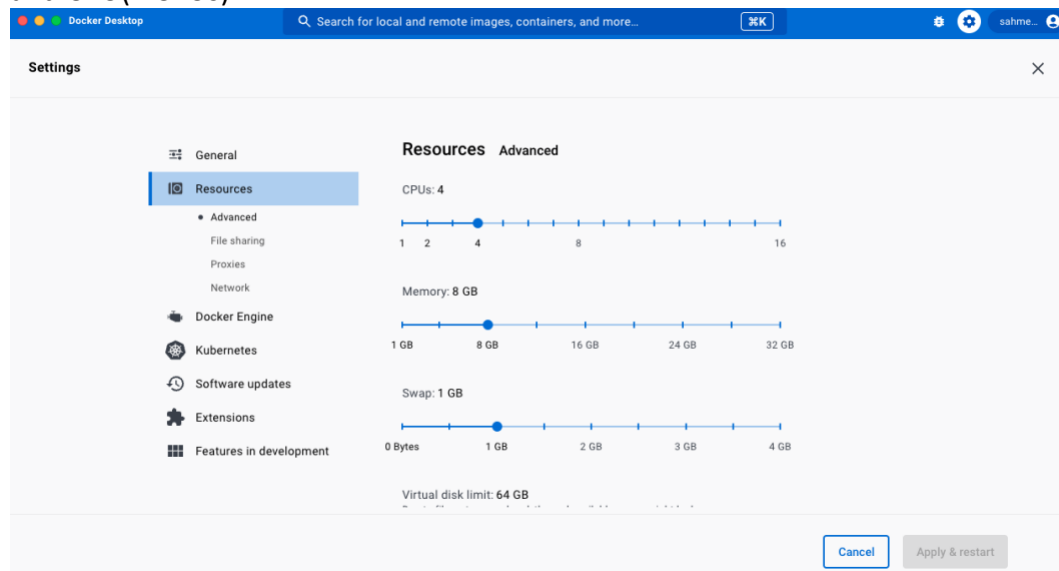 Docker Desktop
Search for local and remote images, containers, and more...
⌘K
sahme...
Settings
General
Resources
Advanced
File sharing
Proxies
Network
Docker Engine
Kubernetes
Software updates
Extensions
Features in development
Resources Advanced
CPUs: 4
1 2 4 8 16
Memory: 8 GB
1 GB 8 GB 16 GB 24 GB 32 GB
Swap: 1 GB
0 Bytes 1 GB 2 GB 3 GB 4 GB
Virtual disk limit: 64 GB
Cancel Apply & restart